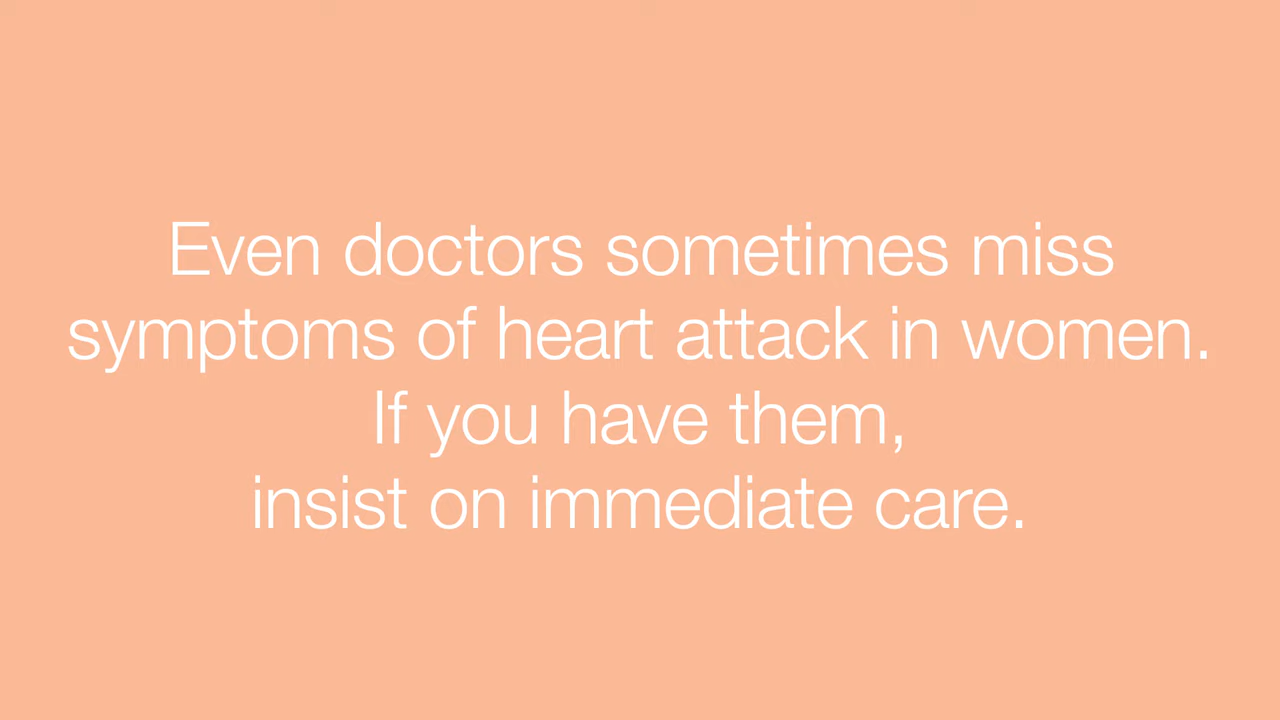 Even doctors sometimes miss
symptoms of heart attack in women.
If you have them,
insist on immediate care.